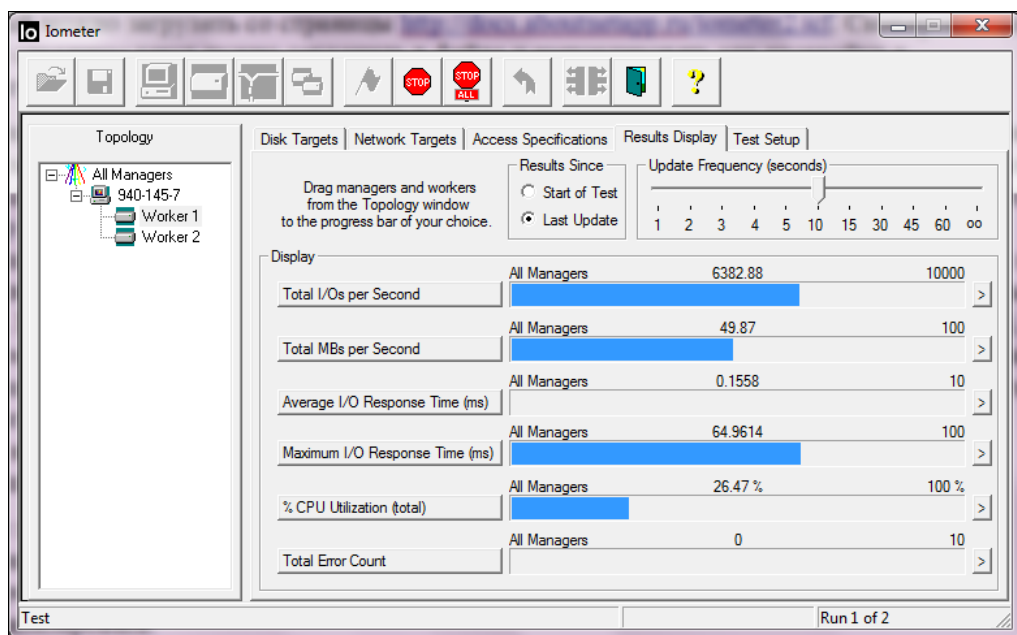 Iometer
STOP
STOP
ALL
Topology
All Managers
940-145-7
Worker 1
Worker 2
Disk Targets
Network Targets
Access Specifications
Results Display
Test Setup
Drag managers and workers
from the Topology window
to the progress bar of your choice.
Results Since
Start of Test
Last Update
Update Frequency (seconds)
1 2 3 4 5 10 15 30 45 60 oo
Display
All Managers 6382.88 10000
Total I/Os per Second >
All Managers 49.87 100
Total MBs per Second >
All Managers 0.1558 10
Average I/O Response Time (ms) >
All Managers 64.9614 100
Maximum I/O Response Time (ms) >
All Managers 26.47 % 100 %
% CPU Utilization (total) >
All Managers 0 10
Total Error Count >
Test
Run 1 of 2